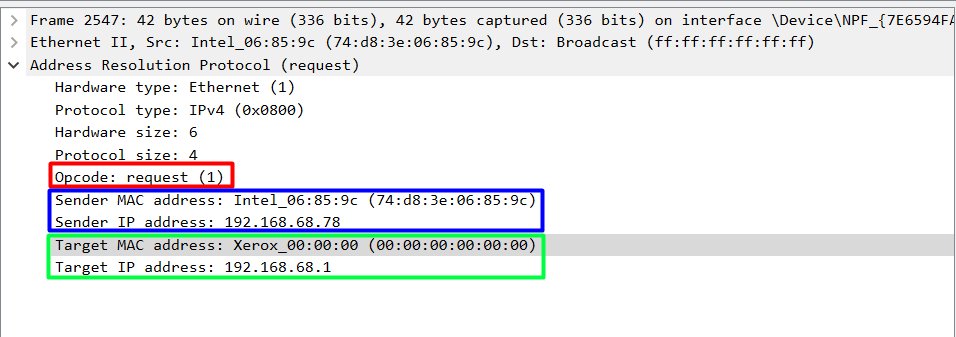 Frame 2547: 42 bytes on wire (336 bits), 42 bytes captured (336 bits) on interface \Device\NPF_{7E6594FA
Ethernet II, Src: Intel_06:85:9c (74:d8:3e:06:85:9c), Dst: Broadcast (ff:ff:ff:ff:ff:ff)
Address Resolution Protocol (request)
Hardware type: Ethernet (1)
Protocol type: IPv4 (0x0800)
Hardware size: 6
Protocol size: 4
Opcode: request (1)
Sender MAC address: Intel_06:85:9c (74:d8:3e:06:85:9c)
Sender IP address: 192.168.68.78
Target MAC address: Xerox_00:00:00 (00:00:00:00:00:00)
Target IP address: 192.168.68.1